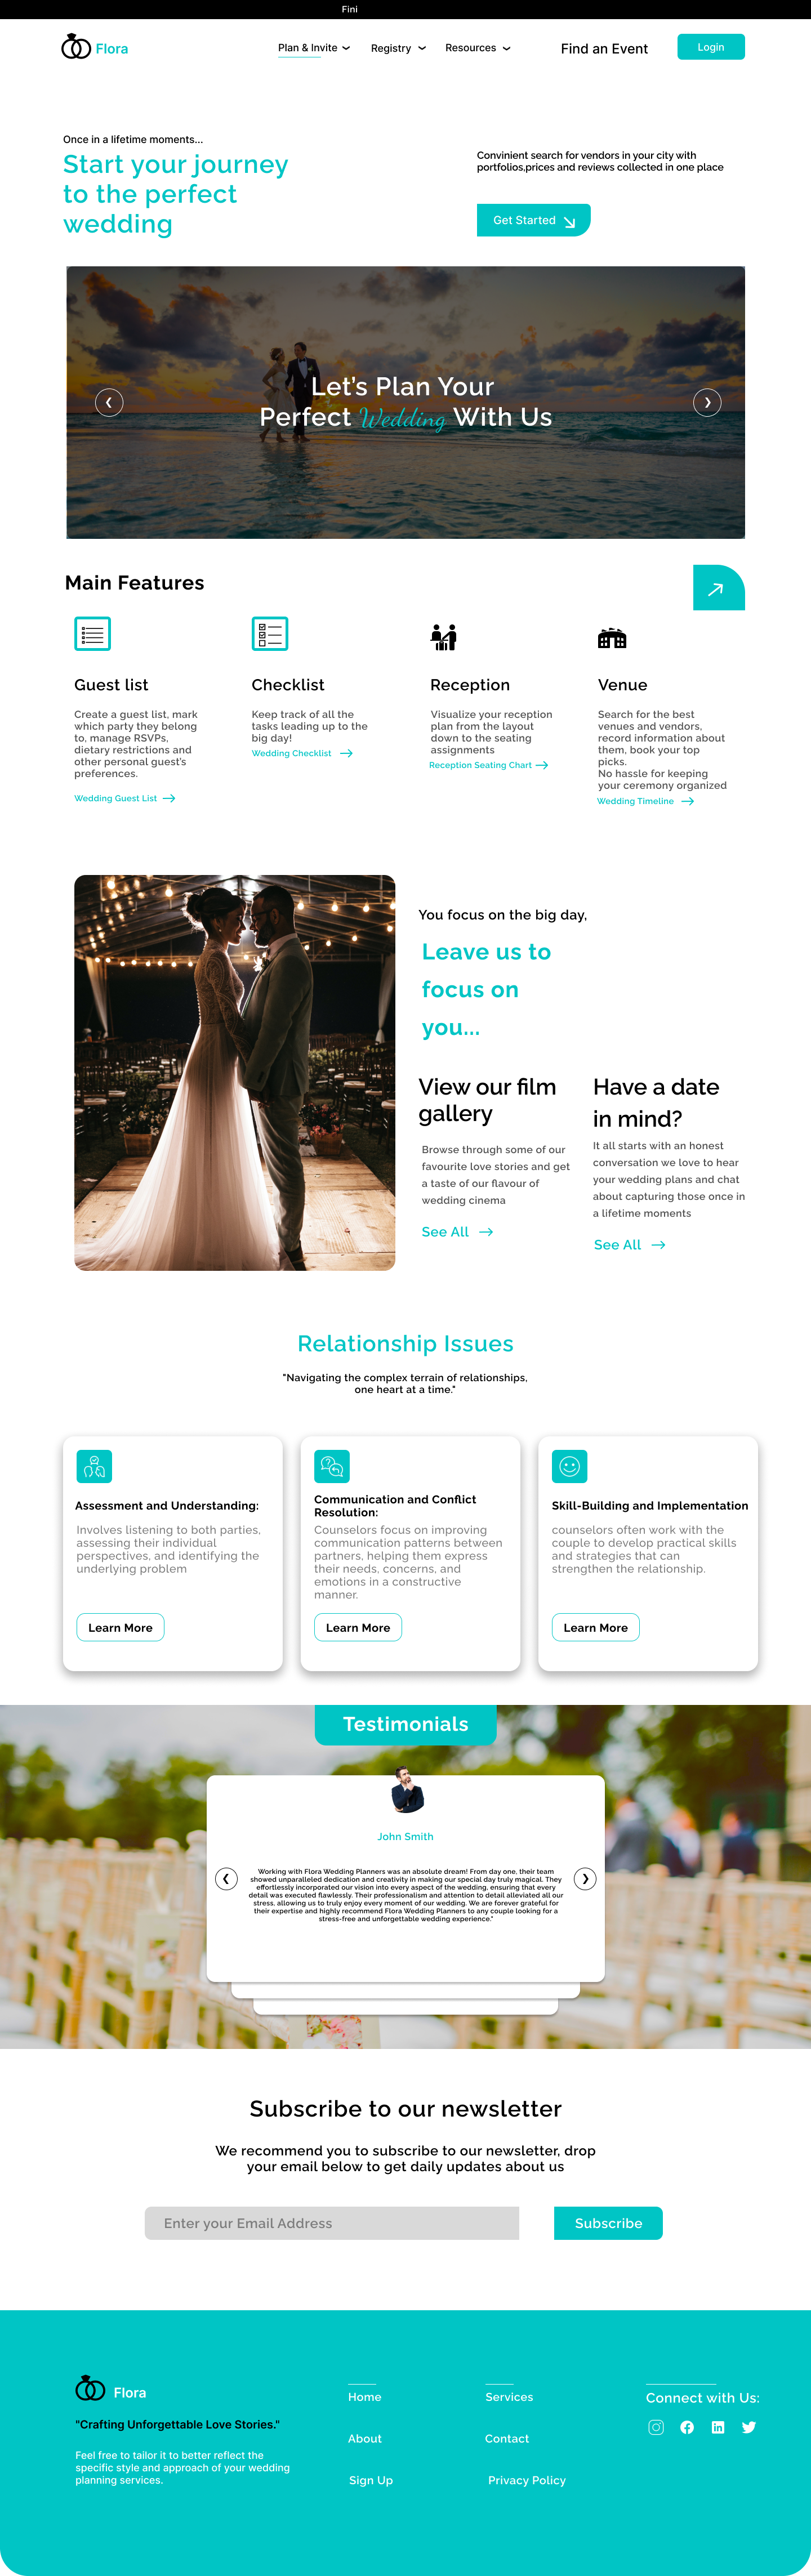 Fini
Flora
Plan & Invite
Registry
Resources
Find an Event
Login
Once in a lifetime moments...
Start your journey
to the perfect
wedding
Convinient search for vendors in your city with
portfolios,prices and reviews collected in one place
Get Started
Let's Plan Your
Perfect Wedding With Us
Main Features
Guest list
Create a guest list, mark
which party they belong
to, manage RSVPs,
dietary restrictions and
other personal guest's
preferences.
Wedding Guest List
Checklist
Keep track of all the
tasks leading up to the
big day!
Wedding Checklist
Reception
Visualize your reception
plan from the layout
down to the seating
assignments
Reception Seating Chart
Venue
Search for the best
venues and vendors,
record information about
them, book your top
picks.
No hassle for keeping
your ceremony organized
Wedding Timeline
You focus on the big day,
Leave us to
focus on
you...
View our film
gallery
Browse through some of our
favourite love stories and get
a taste of our flavour of
wedding cinema
See All
Have a date
in mind?
It all starts with an honest
conversation we love to hear
your wedding plans and chat
about capturing those once in
a lifetime moments
See All
Relationship Issues
"Navigating the complex terrain of relationships,
one heart at a time."
Assessment and Understanding:
Involves listening to both parties,
assessing their individual
perspectives, and identifying the
underlying problem
Learn More
Communication and Conflict
Resolution:
Counselors focus on improving
communication patterns between
partners, helping them express
their needs, concerns, and
emotions in a constructive
manner.
Learn More
Skill-Building and Implementation
counselors often work with the
couple to develop practical skills
and strategies that can
strengthen the relationship.
Learn More
Testimonials
John Smith
Working with Flora Wedding Planners was an absolute dream! From day one, their team
showed unparalleled dedication and creativity in making our special day truly magical. They
effortlessly incorporated our vision into every aspect of the wedding, ensuring that every
detail was executed flawlessly. Their professionalism and attention to detail alleviated all our
stress, allowing us to truly enjoy every moment of our wedding. We are forever grateful for
their expertise and highly recommend Flora Wedding Planners to any couple looking for a
stress-free and unforgettable wedding experience."
Subscribe to our newsletter
We recommend you to subscribe to our newsletter, drop
your email below to get daily updates about us
Enter your Email Address
Subscribe
Flora
"Crafting Unforgettable Love Stories."
Feel free to tailor it to better reflect the
specific style and approach of your wedding
planning services.
Home
About
Sign Up
Services
Contact
Privacy Policy
Connect with Us: